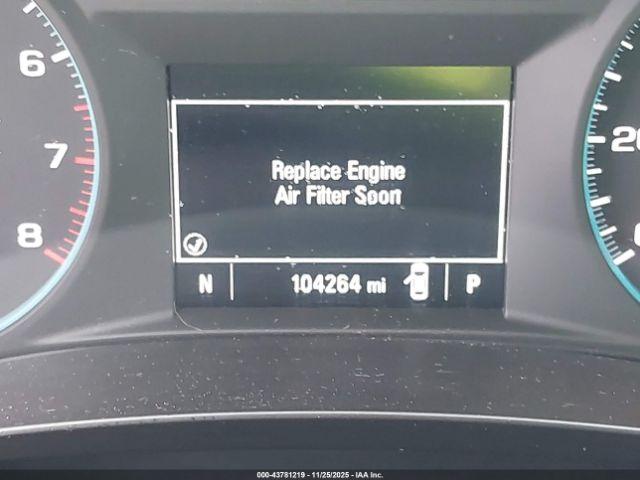 6
7
8
Replace Engine
Air Filter Soon
N 104264 mi P
20
000-43781219 - 11/25/2025 - IAA Inc.